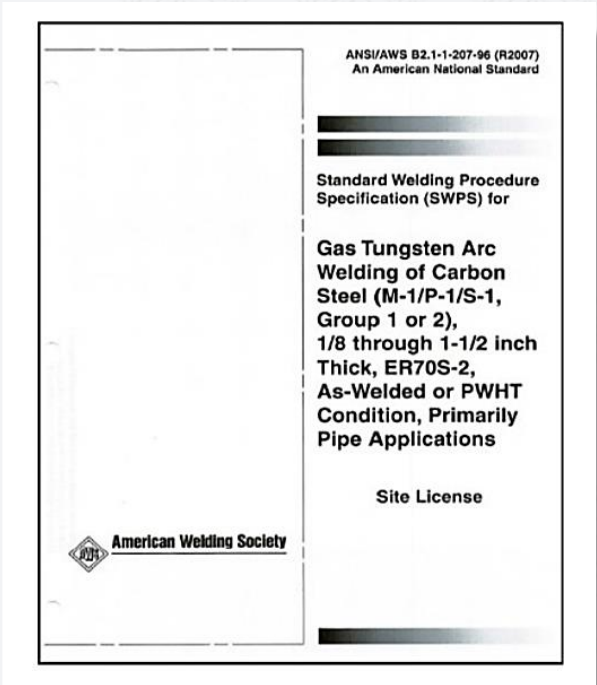 ANSI/AWS B2.1-1-207-96 (R2007)
An American National Standard
Standard Welding Procedure
Specification (SWPS) for
Gas Tungsten Arc
Welding of Carbon
Steel (M-1/P-1/S-1,
Group 1 or 2),
1/8 through 1-1/2 inch
Thick, ER70S-2,
As-Welded or PWHT
Condition, Primarily
Pipe Applications
Site License
AWS
American Welding Society